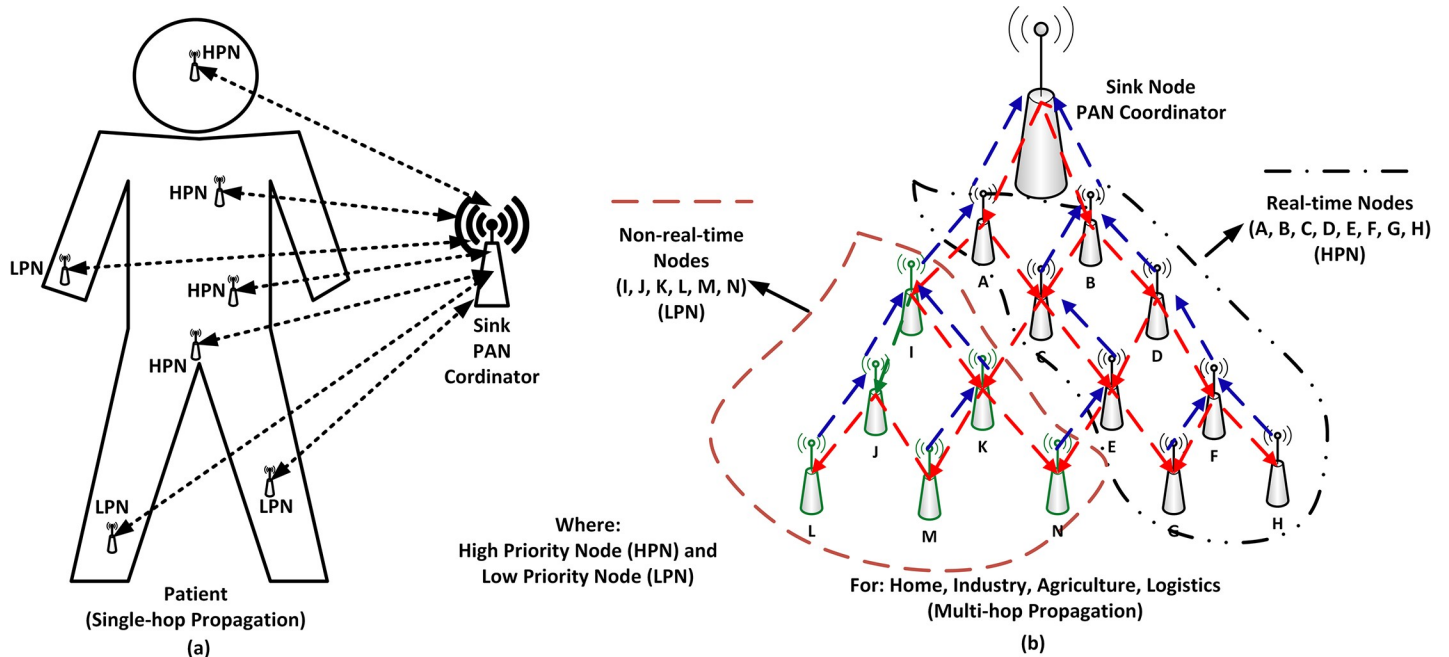 HPN
HPN
LPN
HPN
HPN
LPN
LPN
Sink
PAN
Cordinator
Patient
(Single-hop Propagation)
(a)
Where:
High Priority Node (HPN) and
Low Priority Node (LPN)
Sink Node
PAN Coordinator
Non-real-time
Nodes
(I, J, K, L, M, N)
(LPN)
Real-time Nodes
(A, B, C, D, E, F, G, H)
(HPN)
A
B
I
C
D
J
K
E
F
L
M
N
G
H
For: Home, Industry, Agriculture, Logistics
(Multi-hop Propagation)
(b)